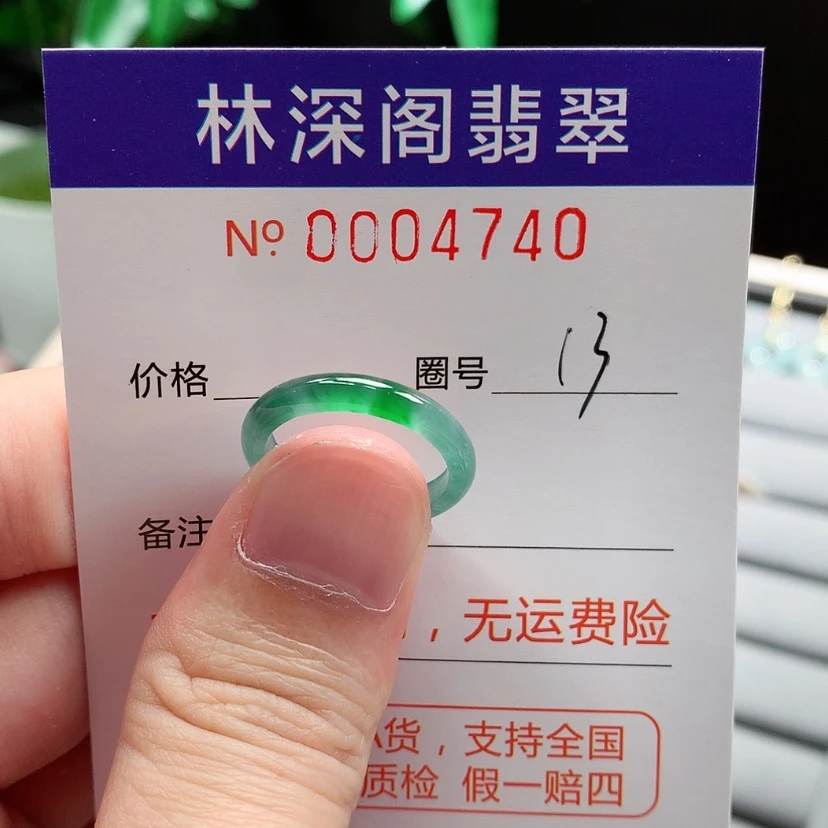 林深阁翡翠
Nº 0004740
价格 圈号 13
备注
，无运费险
货，支持全国
质检 假一赔四